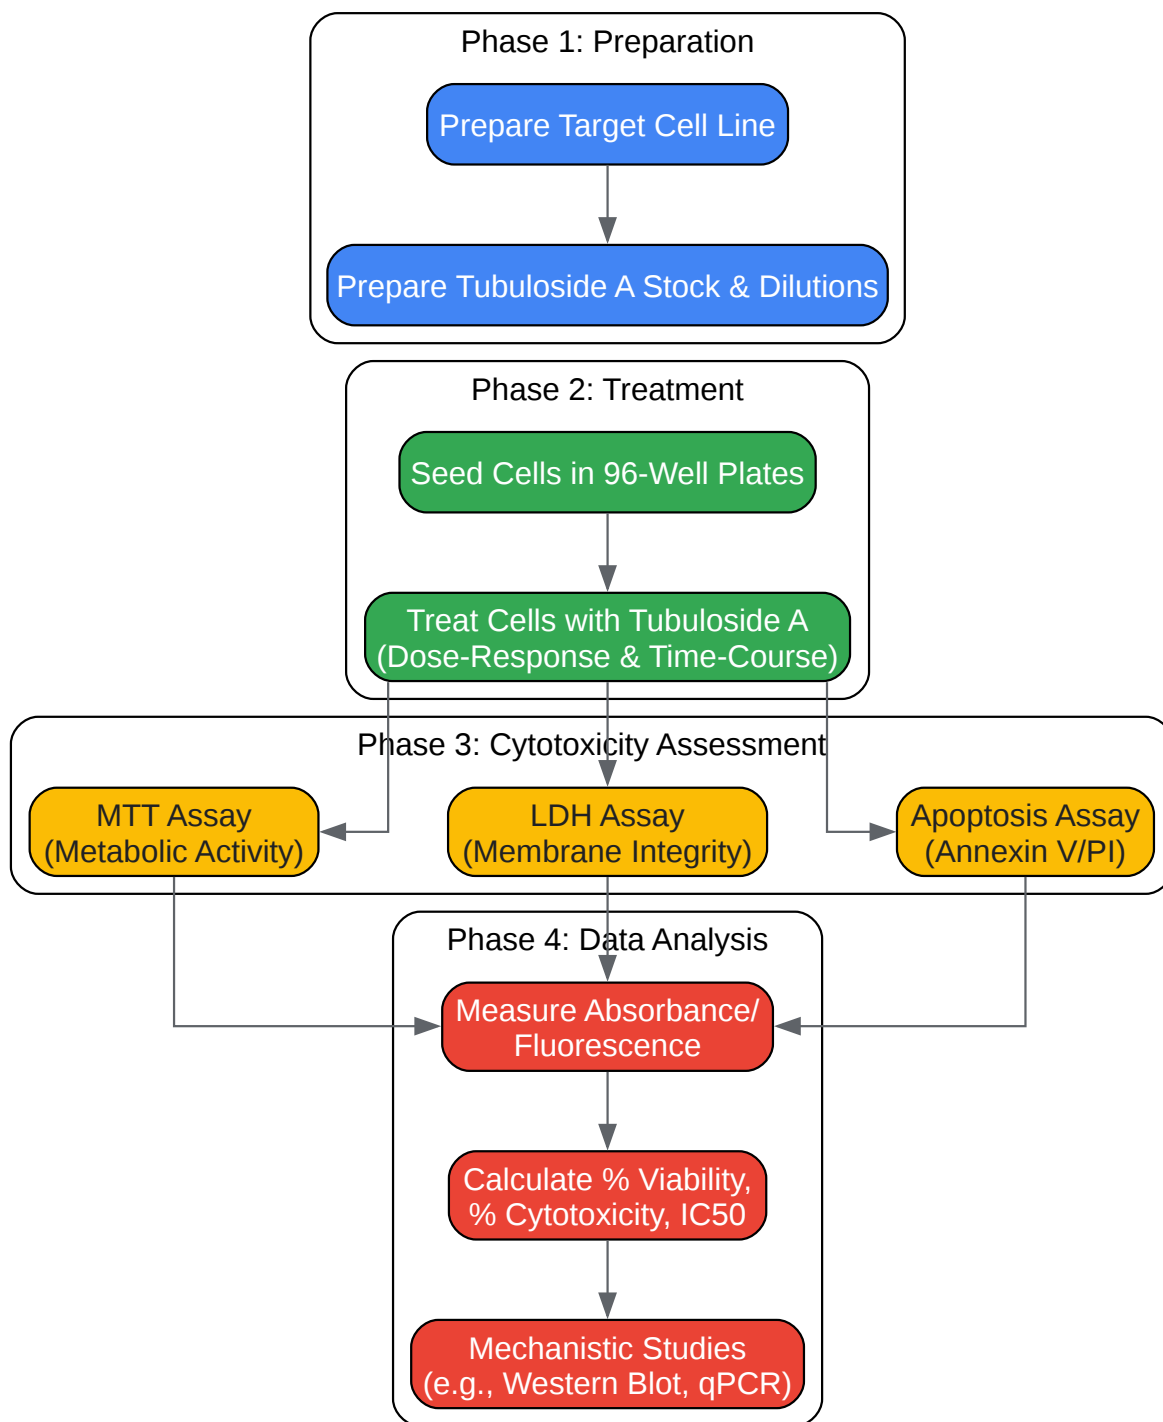 Phase 1: Preparation
Prepare Target Cell Line
Prepare Tubuloside A Stock & Dilutions
Phase 2: Treatment
Seed Cells in 96-Well Plates
Treat Cells with Tubuloside A
(Dose-Response & Time-Course)
Phase 3: Cytotoxicity Assessment
MTT Assay
(Metabolic Activity)
LDH Assay
(Membrane Integrity)
Apoptosis Assay
(Annexin V/PI)
Phase 4: Data Analysis
Measure Absorbance/
Fluorescence
Calculate % Viability,
% Cytotoxicity, IC50
Mechanistic Studies
(e.g., Western Blot, qPCR)